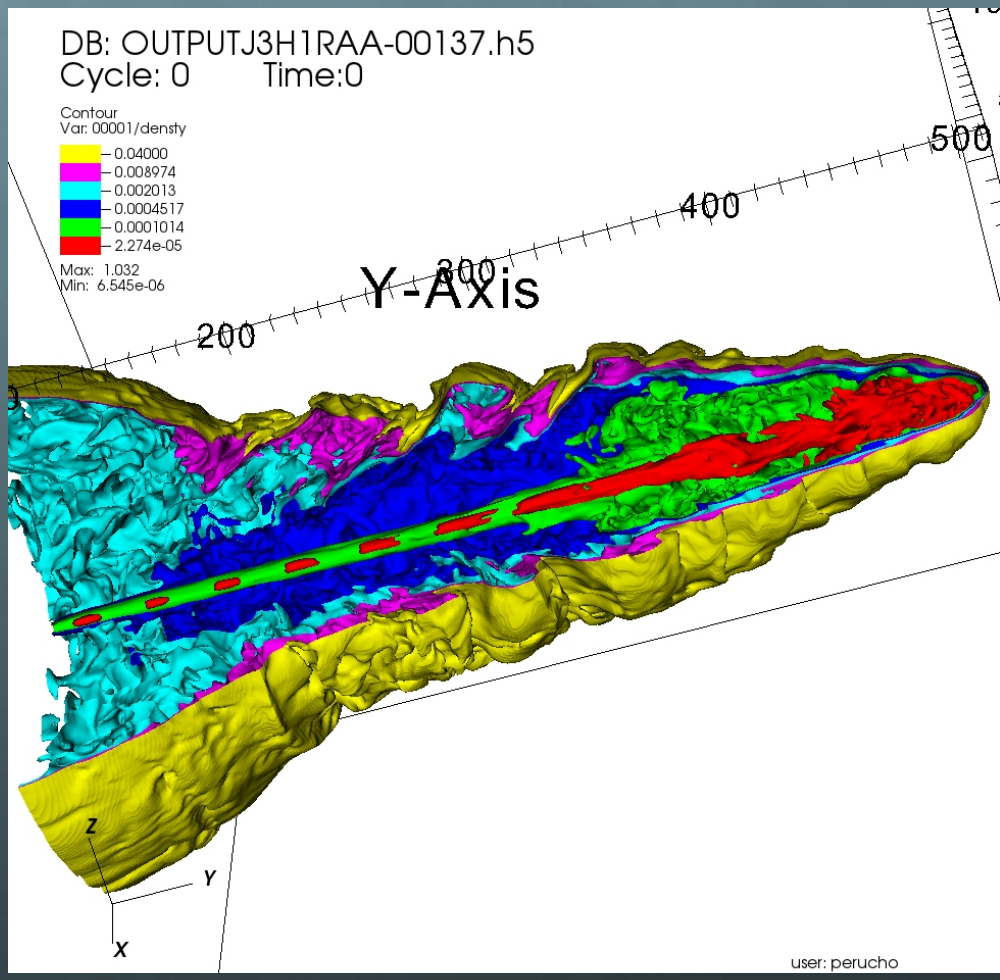 DB: OUTPUTJ3H1RAA-00137.h5
Cycle: 0 Time:0
Contour
Var: 00001/densty
0.04000
0.008974
0.002013
0.0004517
0.0001014
2.274e-05
Max: 1.032
Min: 6.545e-06
500
400
300
Y-Axis
200
Z
Y
X
user: perucho